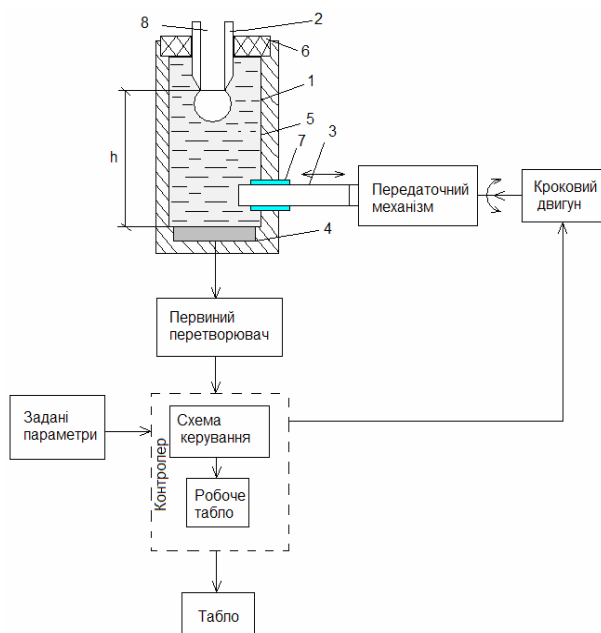 8
2
6
1
5
7
3
h
4
Передаточний
механізм
Кроковий
двигун
Первиний
перетворювач
Задані
параметри
Контролер
Схема
керування
Робоче
табло
Табло